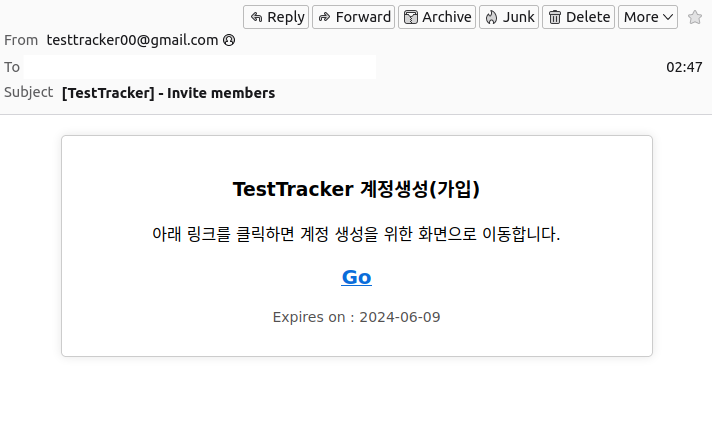 Reply Forward Archive Junk Delete More
From testtracker00@gmail.com
To 02:47
Subject [TestTracker] - Invite members
TestTracker 계정생성(가입)
아래 링크를 클릭하면 계정 생성을 위한 화면으로 이동합니다.
Go
Expires on : 2024-06-09